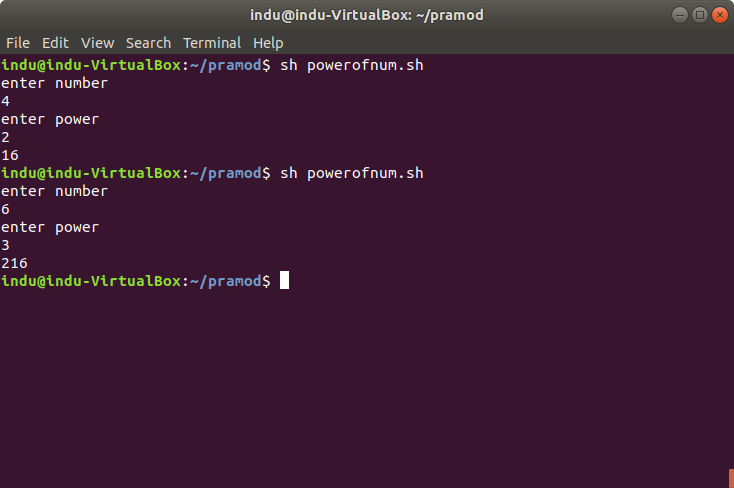 indu@indu-VirtualBox: ~/pramod
File Edit View Search Terminal Help
indu@indu-VirtualBox:~/pramod$ sh powerofnum.sh
enter number
4
enter power
2
16
indu@indu-VirtualBox:~/pramod$ sh powerofnum.sh
enter number
6
enter power
3
216
indu@indu-VirtualBox:~/pramod$